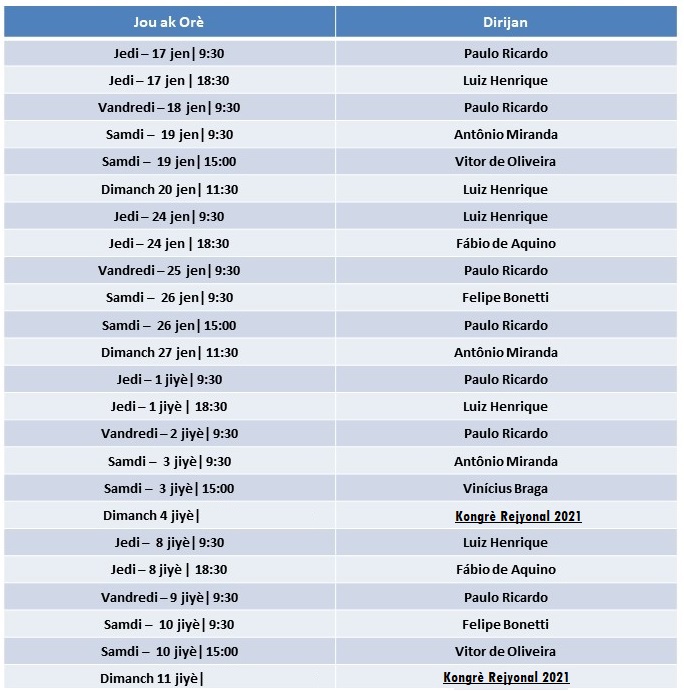 Jou ak Orè Dirijan
Jedi – 17 jen| 9:30 Paulo Ricardo
Jedi – 17 jen | 18:30 Luiz Henrique
Vandredi – 18 jen| 9:30 Paulo Ricardo
Samdi – 19 jen| 9:30 Antônio Miranda
Samdi – 19 jen| 15:00 Vitor de Oliveira
Dimanch 20 jen| 11:30 Luiz Henrique
Jedi – 24 jen| 9:30 Luiz Henrique
Jedi – 24 jen | 18:30 Fábio de Aquino
Vandredi – 25 jen| 9:30 Paulo Ricardo
Samdi – 26 jen| 9:30 Felipe Bonetti
Samdi – 26 jen| 15:00 Paulo Ricardo
Dimanch 27 jen| 11:30 Antônio Miranda
Jedi – 1 jiyè| 9:30 Paulo Ricardo
Jedi – 1 jiyè | 18:30 Luiz Henrique
Vandredi – 2 jiyè| 9:30 Paulo Ricardo
Samdi – 3 jiyè| 9:30 Antônio Miranda
Samdi – 3 jiyè| 15:00 Vinícius Braga
Dimanch 4 jiyè| Kongrè Rejyonal 2021
Jedi – 8 jiyè| 9:30 Luiz Henrique
Jedi – 8 jiyè | 18:30 Fábio de Aquino
Vandredi – 9 jiyè| 9:30 Paulo Ricardo
Samdi – 10 jiyè| 9:30 Felipe Bonetti
Samdi – 10 jiyè| 15:00 Vitor de Oliveira
Dimanch 11 jiyè| Kongrè Rejyonal 2021